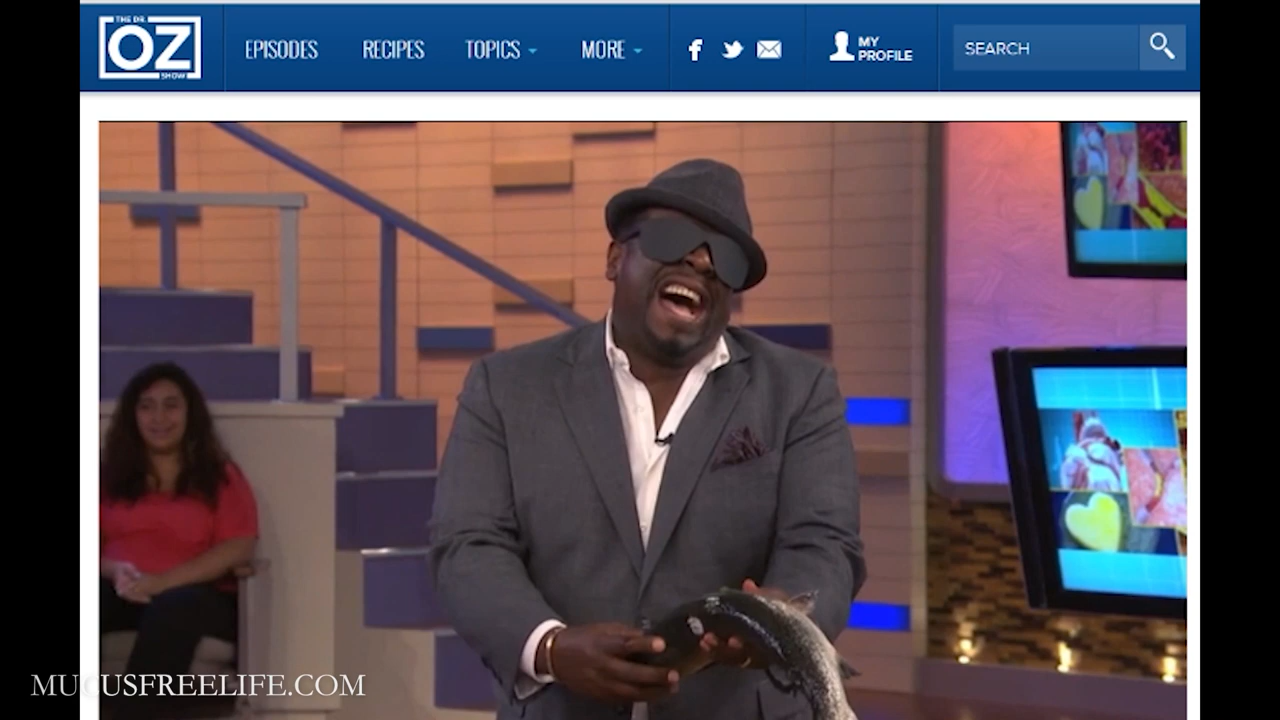 THE DR.
OZ
SHOW
EPISODES
RECIPES
TOPICS
MORE
MY
PROFILE
SEARCH
MUCUSFREELIFE.COM